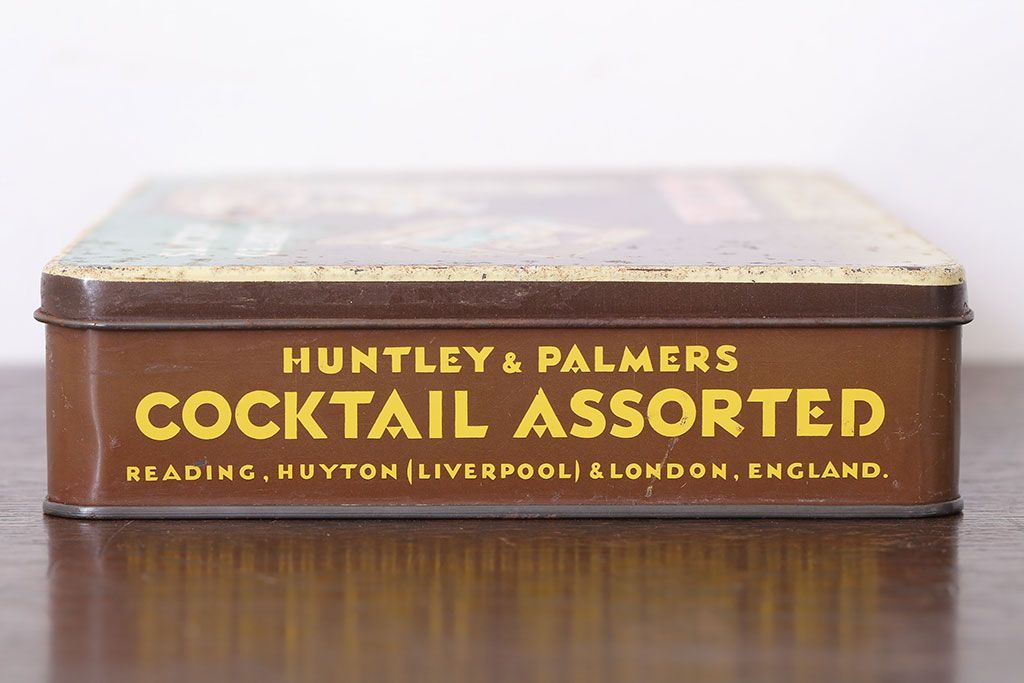 HUNTLEY & PALMERS
COCKTAIL ASSORTED
READING, HUYTON (LIVERPOOL) & LONDON, ENGLAND.